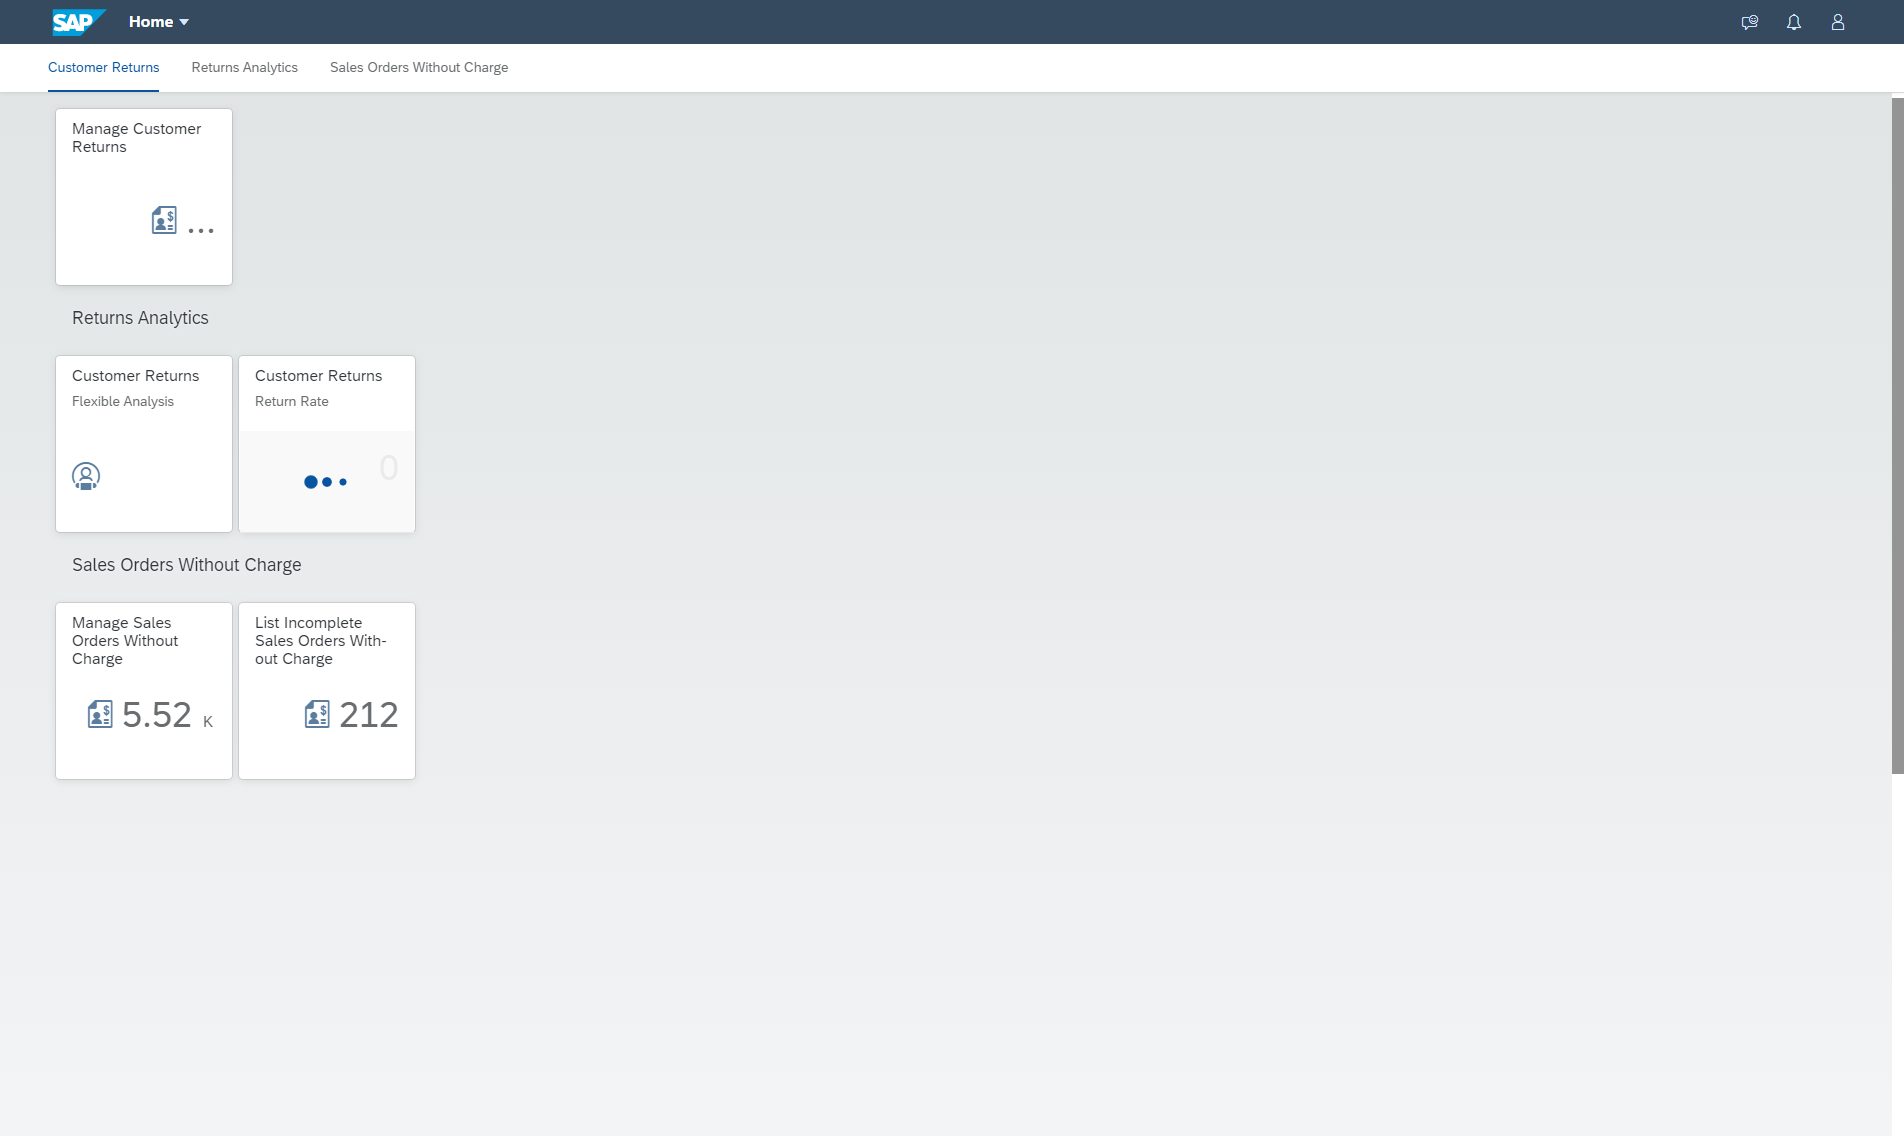 SAP Home
Customer Returns Returns Analytics Sales Orders Without Charge
Manage Customer
Returns
...
Returns Analytics
Customer Returns
Flexible Analysis
Customer Returns
Return Rate
0
Sales Orders Without Charge
Manage Sales
Orders Without
Charge
5.52 K
List Incomplete
Sales Orders With-
out Charge
212